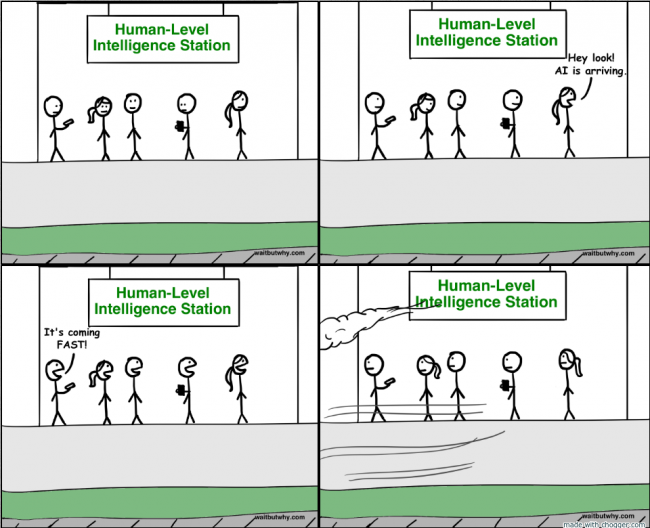 Human-Level
Intelligence Station
waitbutwhy.com
Human-Level
Intelligence Station
Hey look!
AI is arriving.
waitbutwhy.com
Human-Level
Intelligence Station
It's coming
FAST!
waitbutwhy.com
Human-Level
Intelligence Station
waitbutwhy.com
made with chogger.com